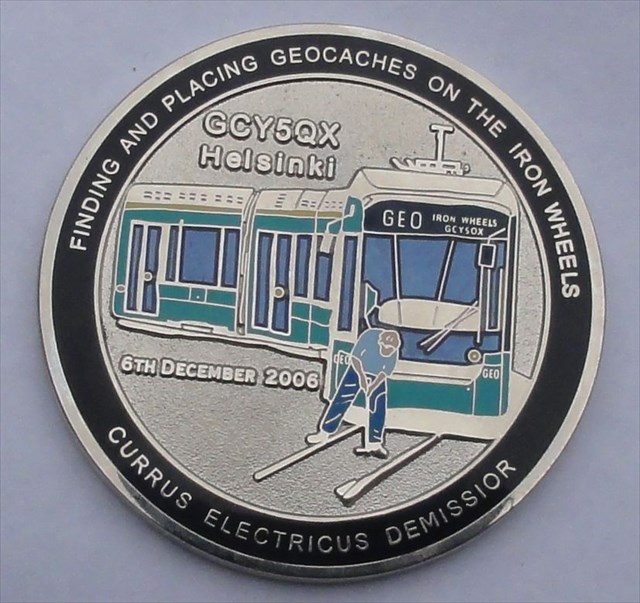 FINDING AND PLACING GEOCACHES ON THE IRON WHEELS
GCY5QX
Helsinki
GEO IRON WHEELS
GCY5QX
GEO
GEO
6TH DECEMBER 2006
CURRUS ELECTRICUS DEMISSIOR